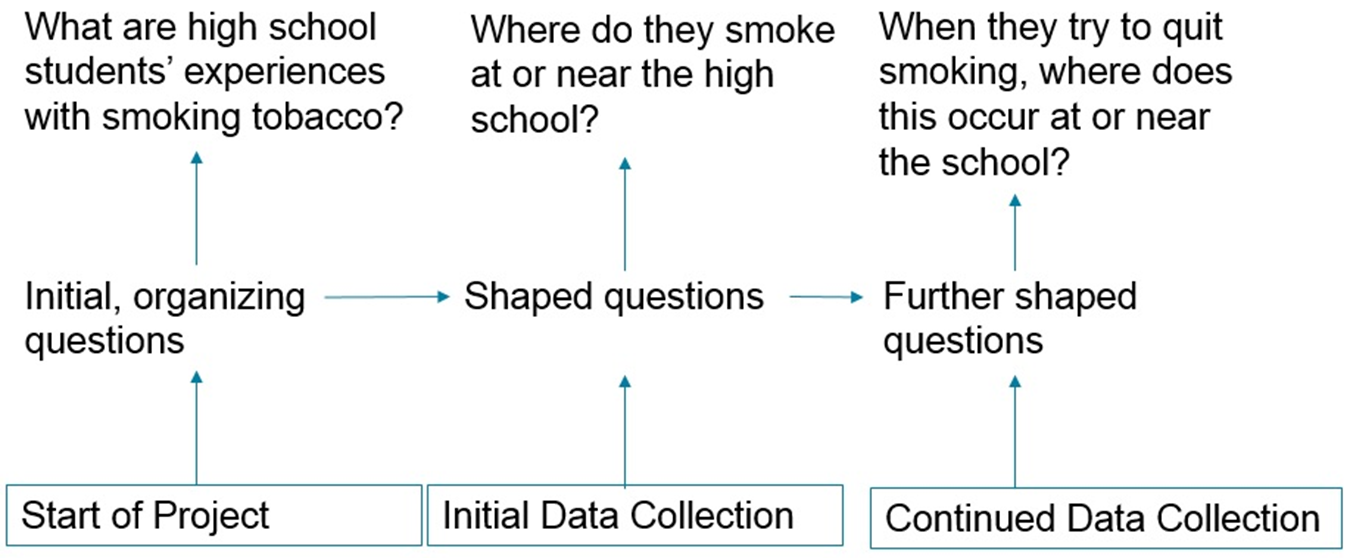 What are high school
students’ experiences
with smoking tobacco?
Where do they smoke
at or near the high
school?
When they try to quit
smoking, where does
this occur at or near
the school?
Initial, organizing
questions
Shaped questions
Further shaped
questions
Start of Project
Initial Data Collection
Continued Data Collection